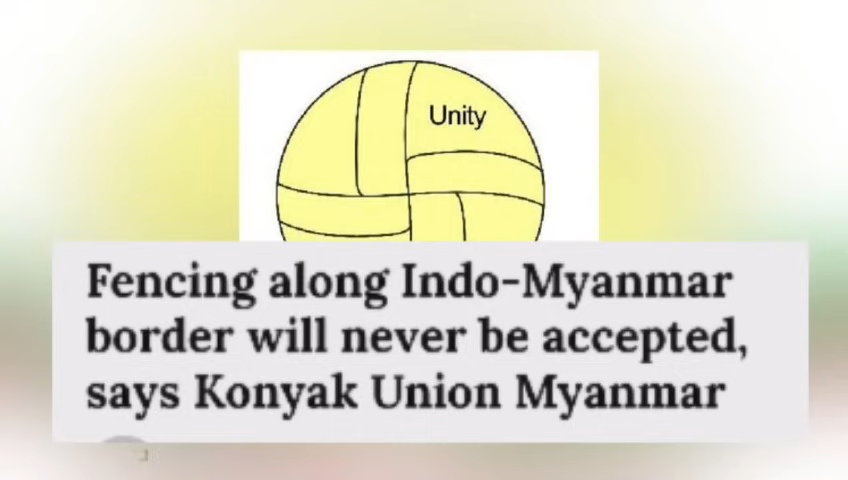 Unity
Fencing along Indo-Myanmar
border will never be accepted,
says Konyak Union Myanmar